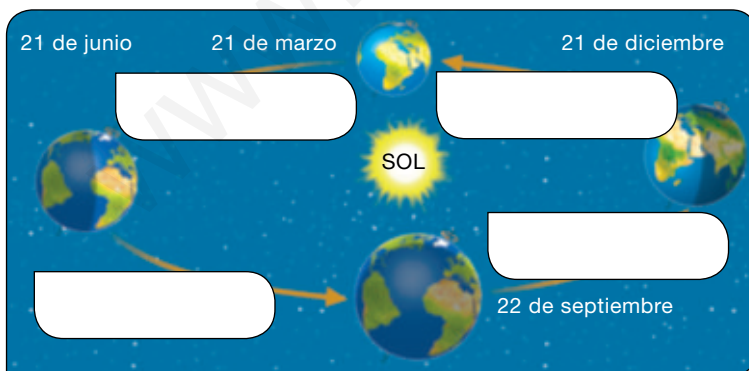 21 de junio
21 de marzo
21 de diciembre
SOL
22 de septiembre